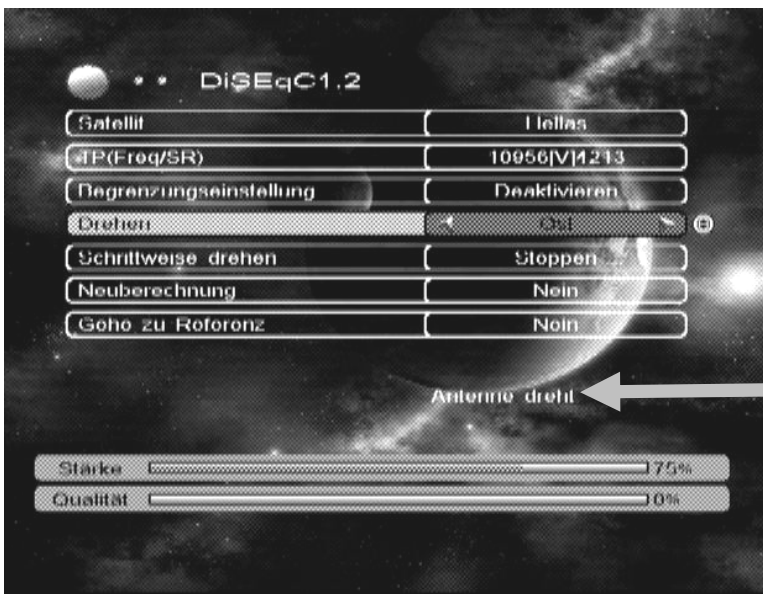 DiSEqC1.2
Satellit Hellas
TP(Freq/SR) 10956[V]4213
Begrenzungseinstellung Deaktivieren
Drehen Ost
Schrittweise drehen Stoppen
Neuberechnung Nein
Gehe zu Referenz Nein
Antenne dreht
Stärke 75%
Qualität 0%